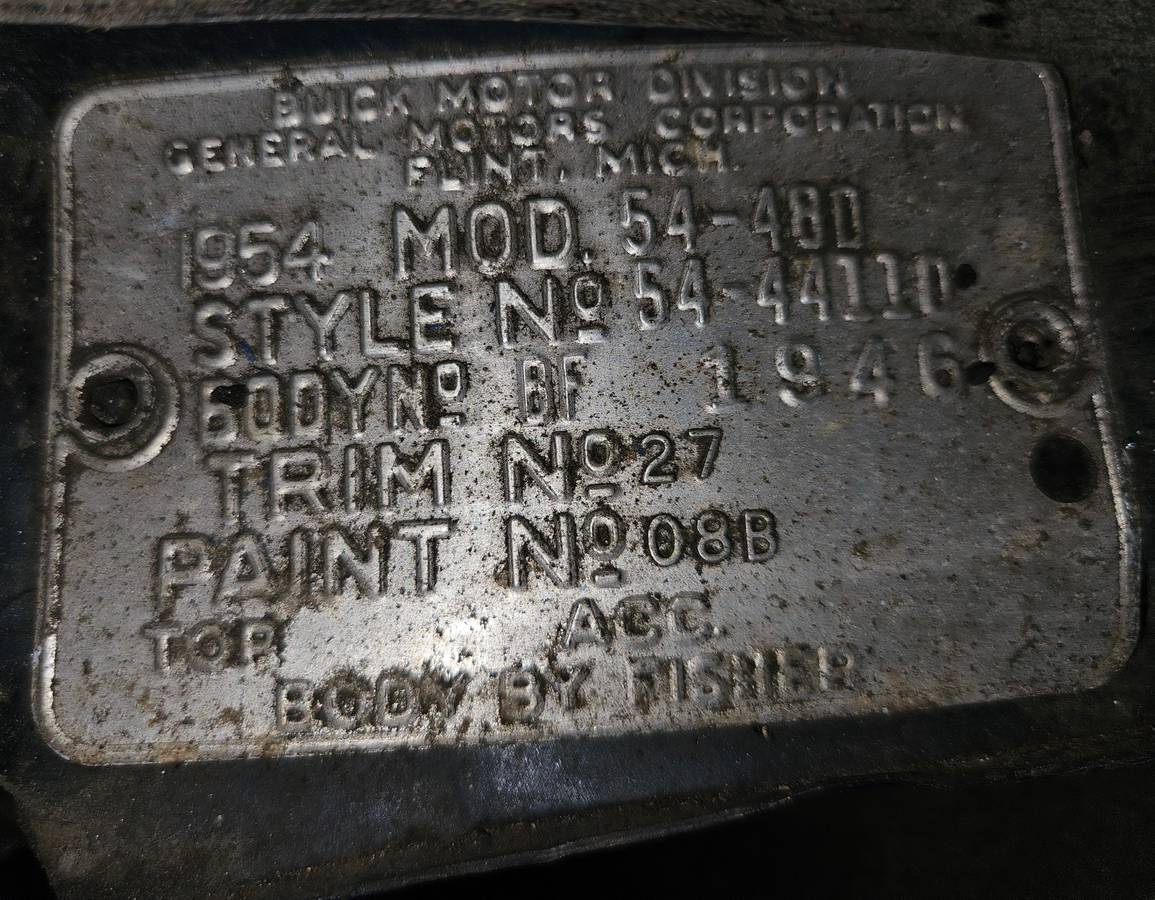 BUICK MOTOR DIVISION
GENERAL MOTORS CORPORATION
FLINT, MICH.
1954 MOD. 54-48D
STYLE Nº 54-4411D
BODY Nº BF 1946
TRIM Nº 27
PAINT Nº 08B
TOP ACC.
BODY BY FISHER